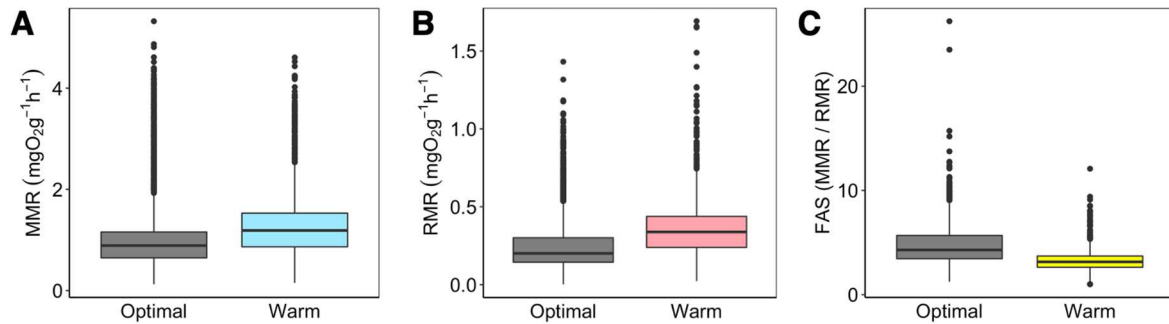 A
MMR (mgO₂g⁻¹h⁻¹)
4
2
0
Optimal
Warm
B
RMR (mgO₂g⁻¹h⁻¹)
1.5
1.0
0.5
0.0
Optimal
Warm
C
FAS (MMR / RMR)
20
10
0
Optimal
Warm